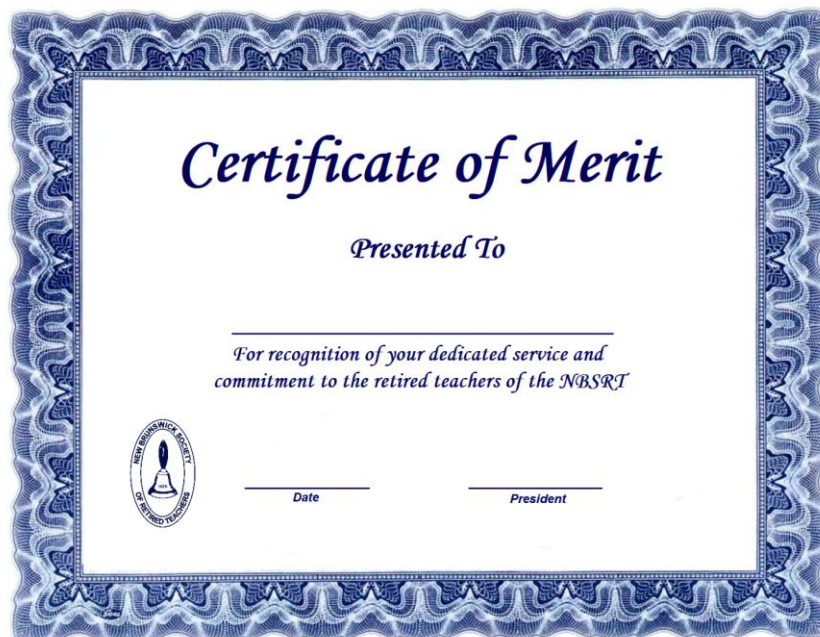 Certificate of Merit
Presented To
For recognition of your dedicated service and
commitment to the retired teachers of the NBSRT
NEW BRUNSWICK SOCIETY
OF RETIRED TEACHERS
Date
President